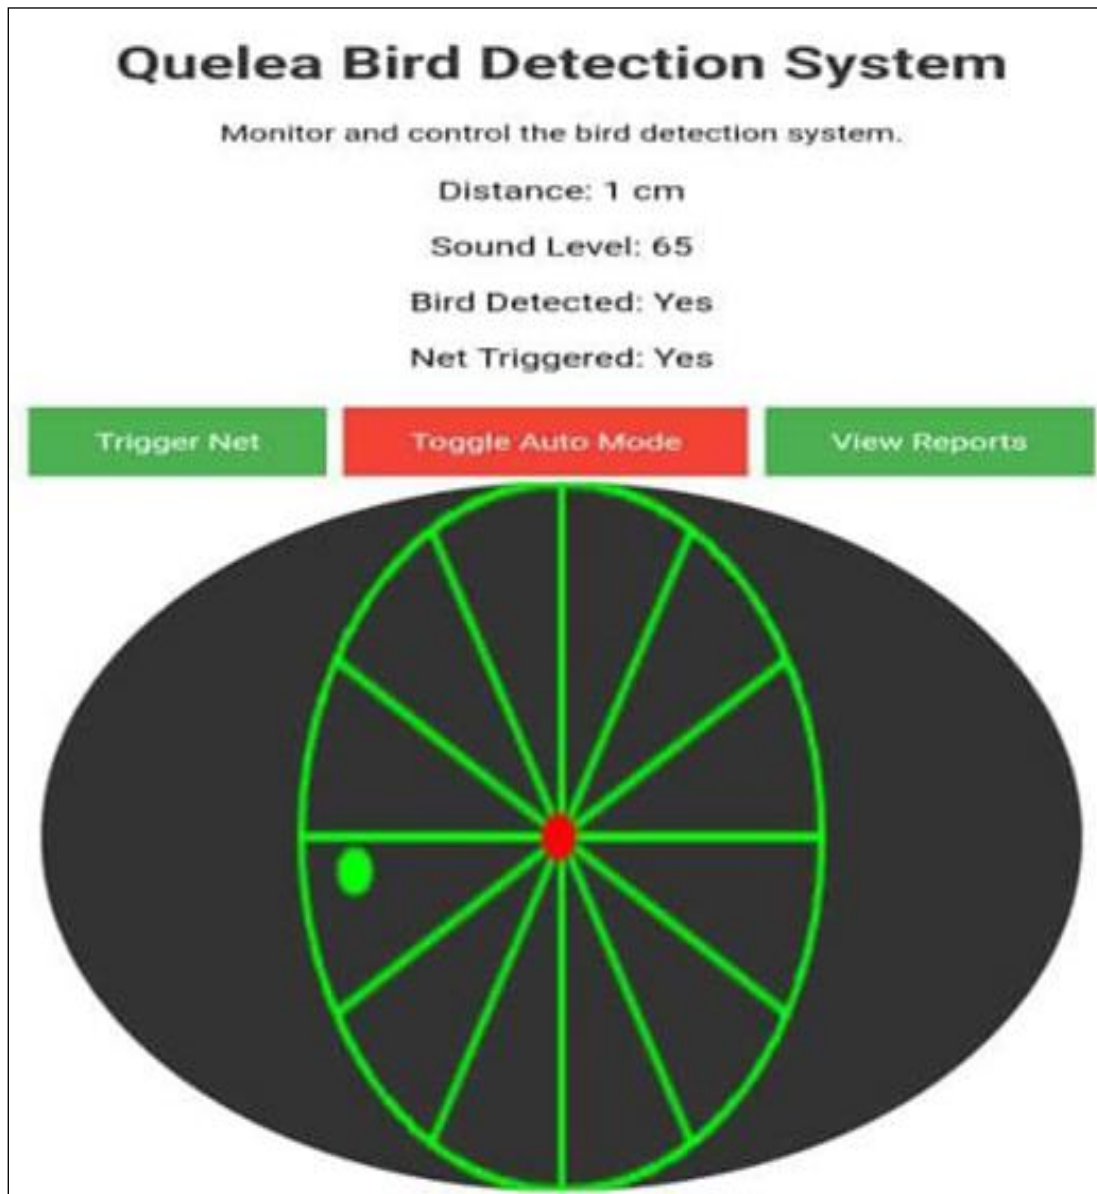 Quelea Bird Detection System
Monitor and control the bird detection system.
Distance: 1 cm
Sound Level: 65
Bird Detected: Yes
Net Triggered: Yes
Trigger Net
Toggle Auto Mode
View Reports